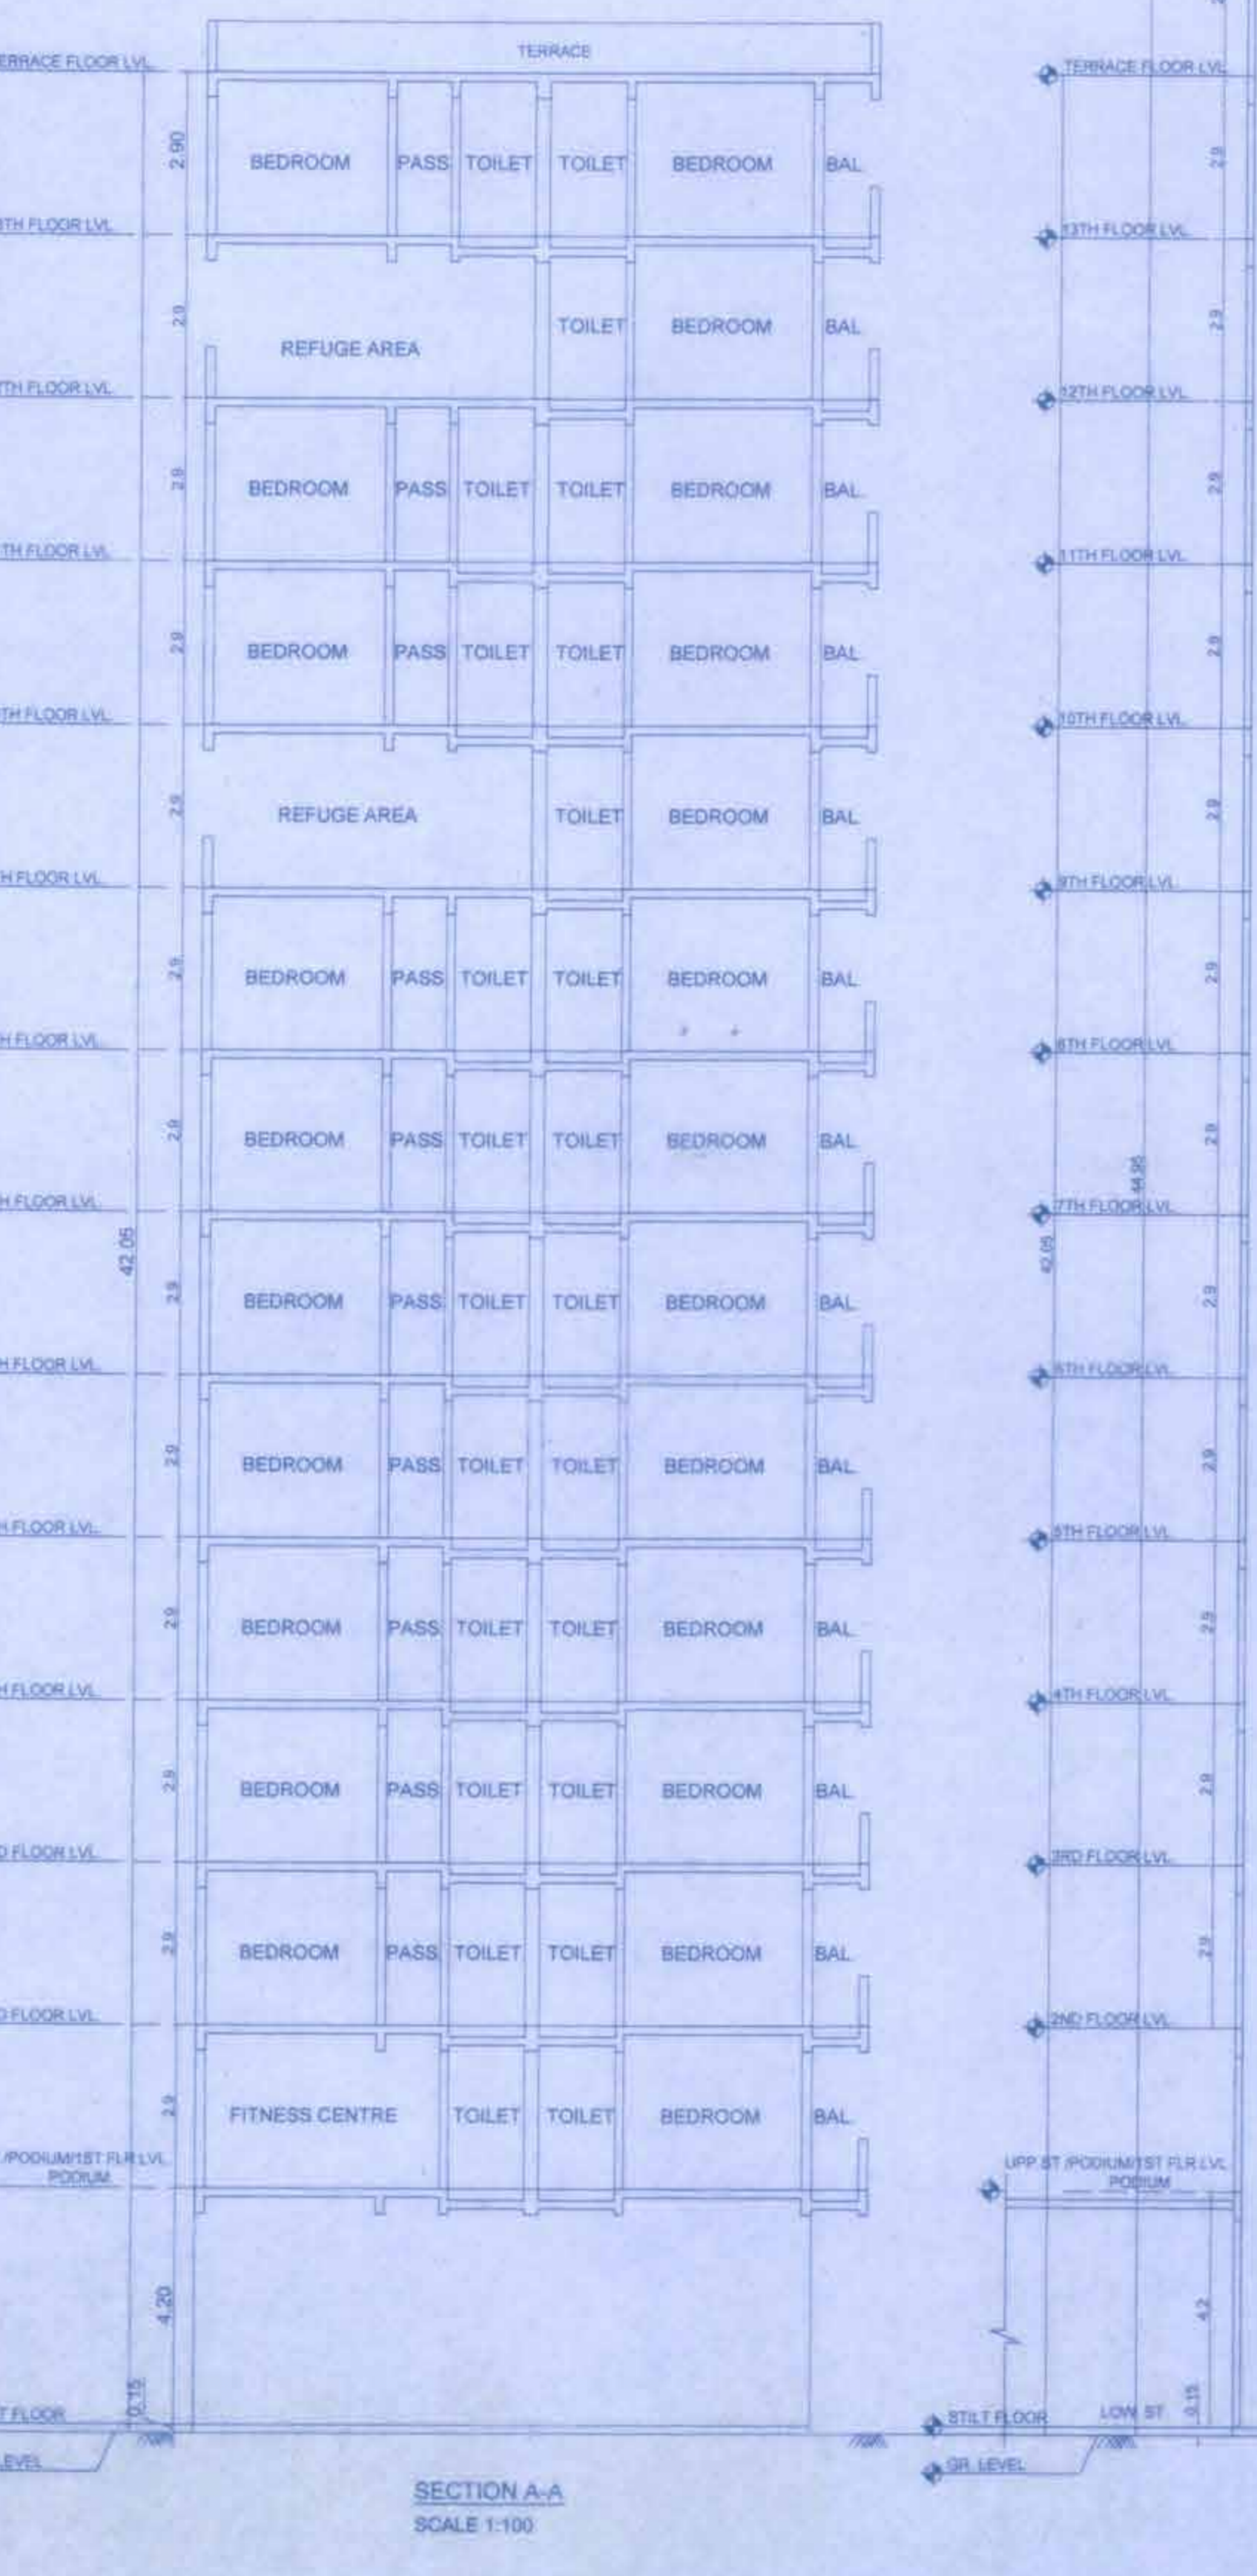 TERRACE
ERRACE FLOOR LVL.
TERRACE FLOOR LVL.
2.90
BEDROOM PASS TOILET TOILET BEDROOM BAL.
2.9
TH FLOOR LVL.
13TH FLOOR LVL.
2.9
REFUGE AREA
TOILET BEDROOM BAL.
2.9
TH FLOOR LVL.
12TH FLOOR LVL.
2.9
BEDROOM PASS TOILET TOILET BEDROOM BAL.
2.9
TH FLOOR LVL.
11TH FLOOR LVL.
2.9
BEDROOM PASS TOILET TOILET BEDROOM BAL.
2.9
TH FLOOR LVL.
10TH FLOOR LVL.
2.9
REFUGE AREA
TOILET BEDROOM BAL.
2.9
H FLOOR LVL.
9TH FLOOR LVL.
2.9
BEDROOM PASS TOILET TOILET BEDROOM BAL.
2.9
H FLOOR LVL.
8TH FLOOR LVL.
2.9
BEDROOM PASS TOILET TOILET BEDROOM BAL.
2.9
44.95
H FLOOR LVL.
7TH FLOOR LVL.
42.05
42.05
2.9
BEDROOM PASS TOILET TOILET BEDROOM BAL.
2.9
H FLOOR LVL.
6TH FLOOR LVL.
2.9
BEDROOM PASS TOILET TOILET BEDROOM BAL.
2.9
H FLOOR LVL.
5TH FLOOR LVL.
2.9
BEDROOM PASS TOILET TOILET BEDROOM BAL.
2.9
H FLOOR LVL.
4TH FLOOR LVL.
2.9
BEDROOM PASS TOILET TOILET BEDROOM BAL.
2.9
D FLOOR LVL.
3RD FLOOR LVL.
2.9
BEDROOM PASS TOILET TOILET BEDROOM BAL.
2.9
D FLOOR LVL.
2ND FLOOR LVL.
2.9
FITNESS CENTRE TOILET TOILET BEDROOM BAL.
/PODIUM/1ST FLR LVL.
PODIUM
UPP ST /PODIUM/1ST FLR LVL
PODIUM
4.20
4.2
0.15
0.15
T FLOOR
STILT FLOOR
LOW ST
LEVEL
GR. LEVEL
SECTION A-A
SCALE 1:100